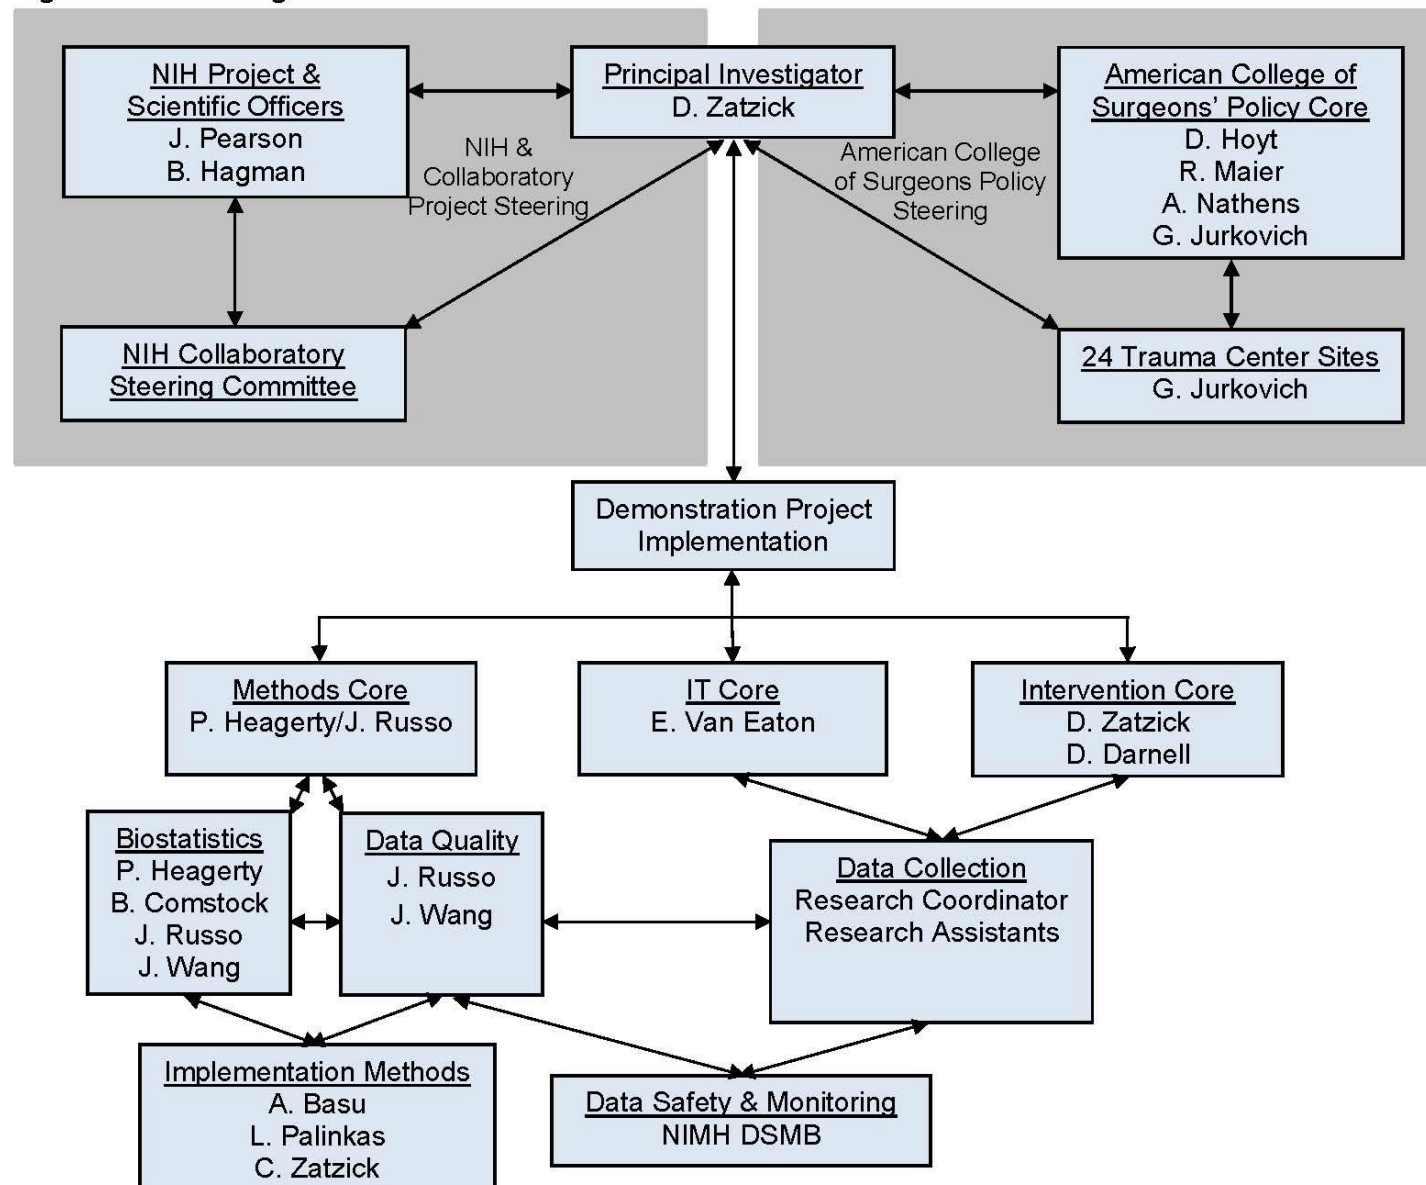 NIH Project &
Scientific Officers
J. Pearson
B. Hagman
Principal Investigator
D. Zatzick
American College of
Surgeons’ Policy Core
D. Hoyt
R. Maier
A. Nathens
G. Jurkovich
NIH &
Collaboratory
Project Steering
American College
of Surgeons Policy
Steering
NIH Collaboratory
Steering Committee
24 Trauma Center Sites
G. Jurkovich
Demonstration Project
Implementation
Methods Core
P. Heagerty/J. Russo
IT Core
E. Van Eaton
Intervention Core
D. Zatzick
D. Darnell
Biostatistics
P. Heagerty
B. Comstock
J. Russo
J. Wang
Data Quality
J. Russo
J. Wang
Data Collection
Research Coordinator
Research Assistants
Implementation Methods
A. Basu
L. Palinkas
C. Zatzick
Data Safety & Monitoring
NIMH DSMB